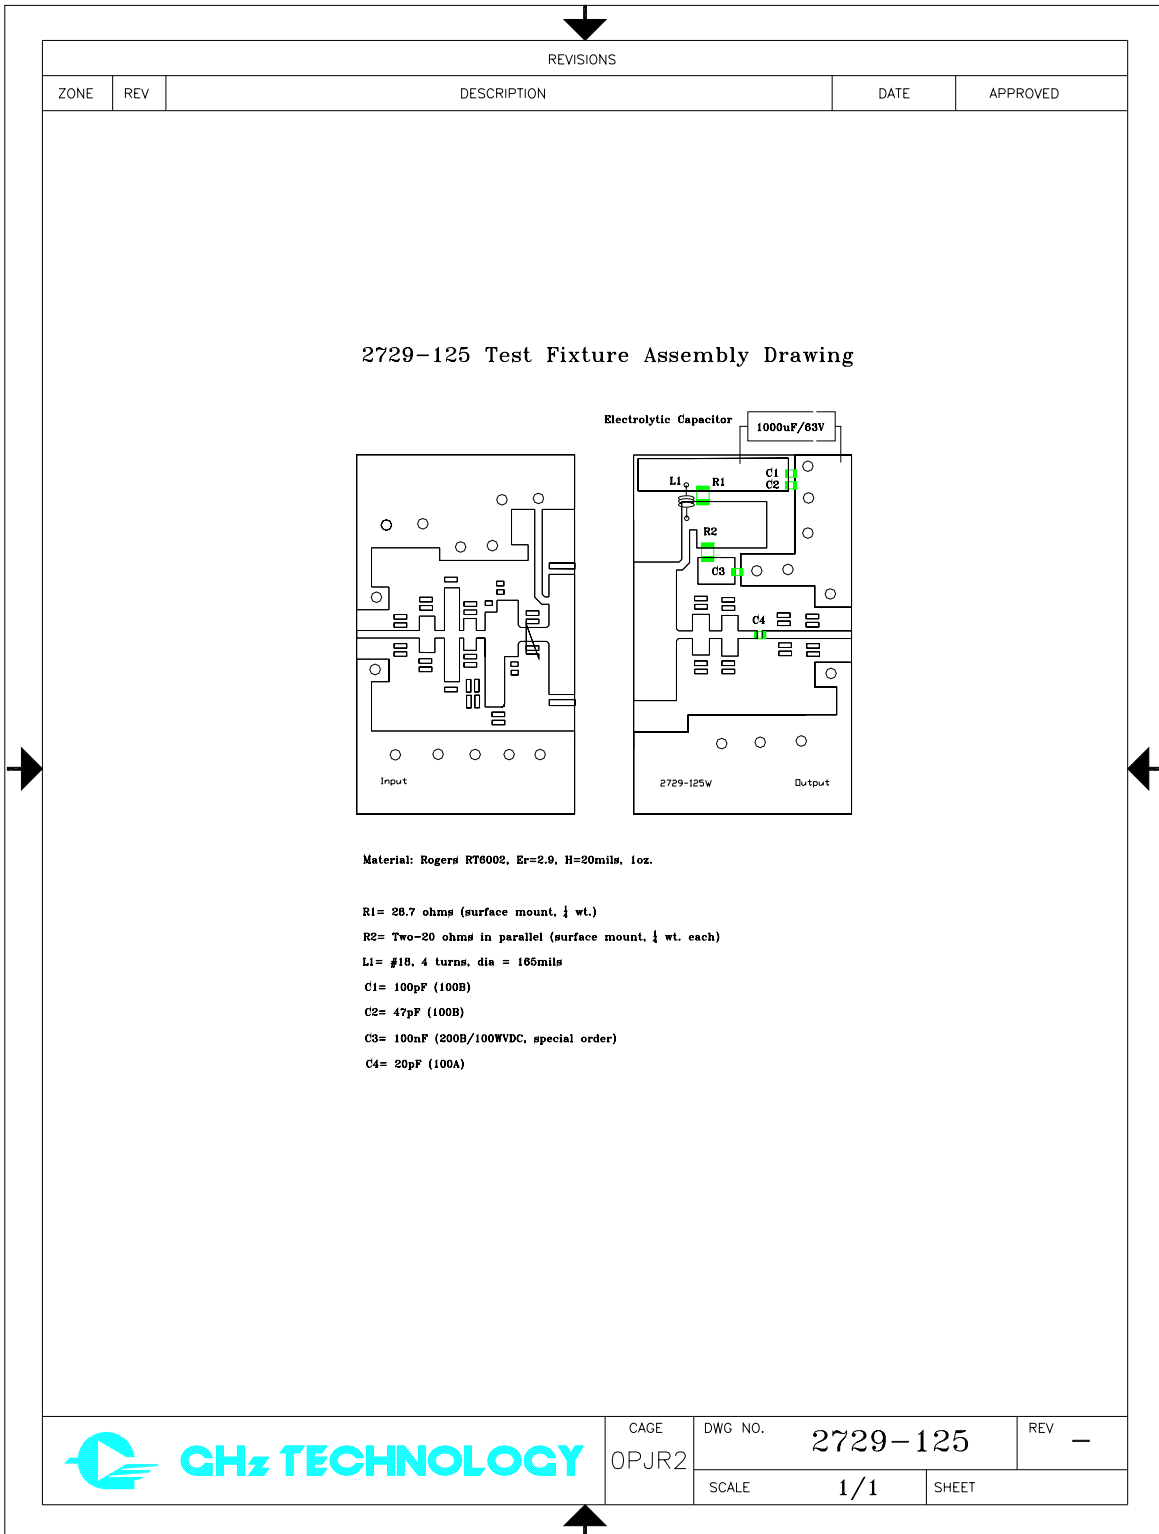 REVISIONS
ZONE REV DESCRIPTION DATE APPROVED
2729-125 Test Fixture Assembly Drawing
Electrolytic Capacitor 1000uF/63V
C1
L1 R1 C2
R2
C3
C4
Input 2729-125W Output
Material: Rogers RT6002, Er=2.9, H=20mils, 1oz.
R1= 26.7 ohms (surface mount, ¼ wt.)
R2= Two-20 ohms in parallel (surface mount, ¼ wt. each)
L1= #18, 4 turns, dia = 165mils
C1= 100pF (100B)
C2= 47pF (100B)
C3= 100nF (200B/100WVDC, special order)
C4= 20pF (100A)
GHz TECHNOLOGY
CAGE DWG NO. 2729-125 REV –
0PJR2
SCALE 1/1 SHEET